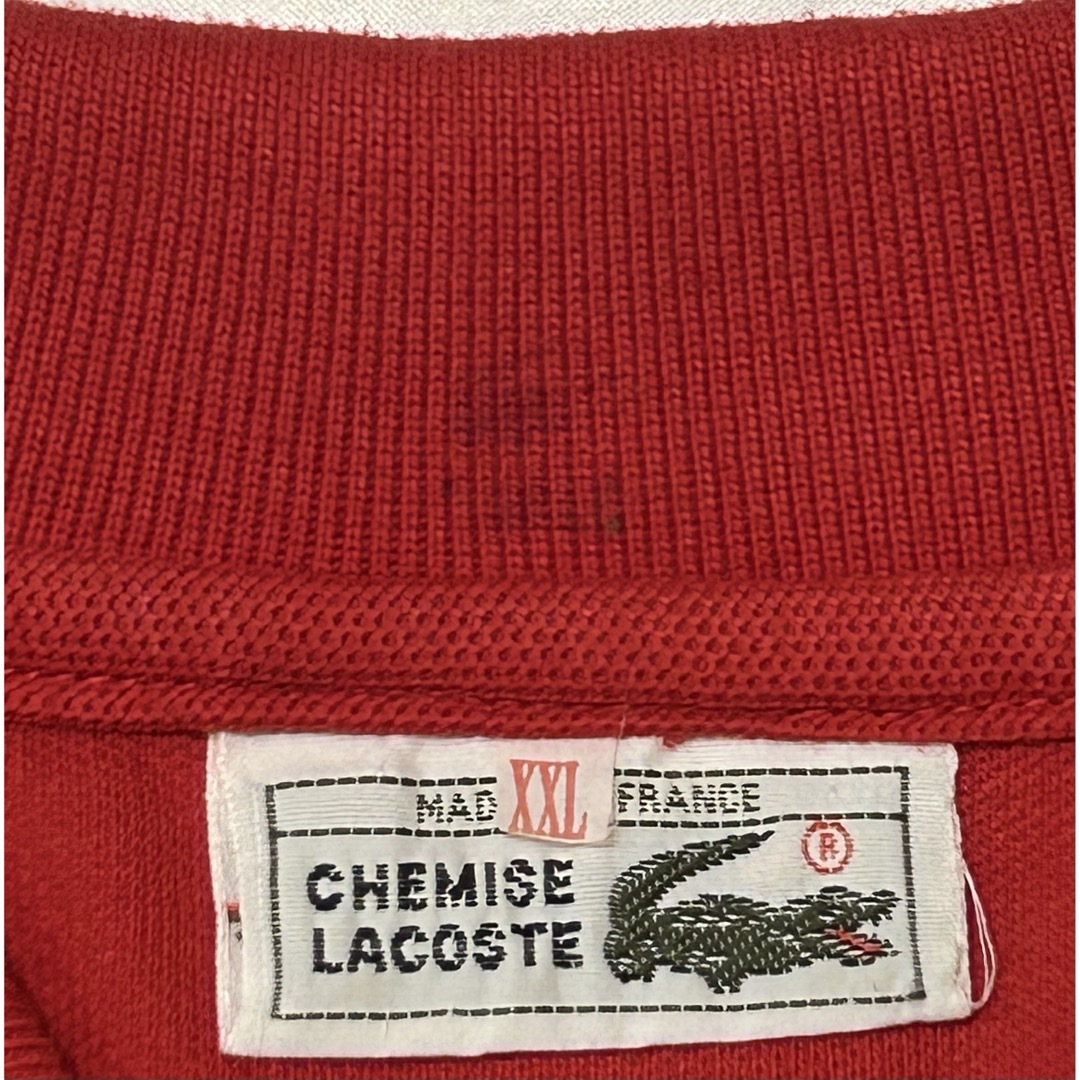 MAD XXL FRANCE
®
CHEMISE
LACOSTE